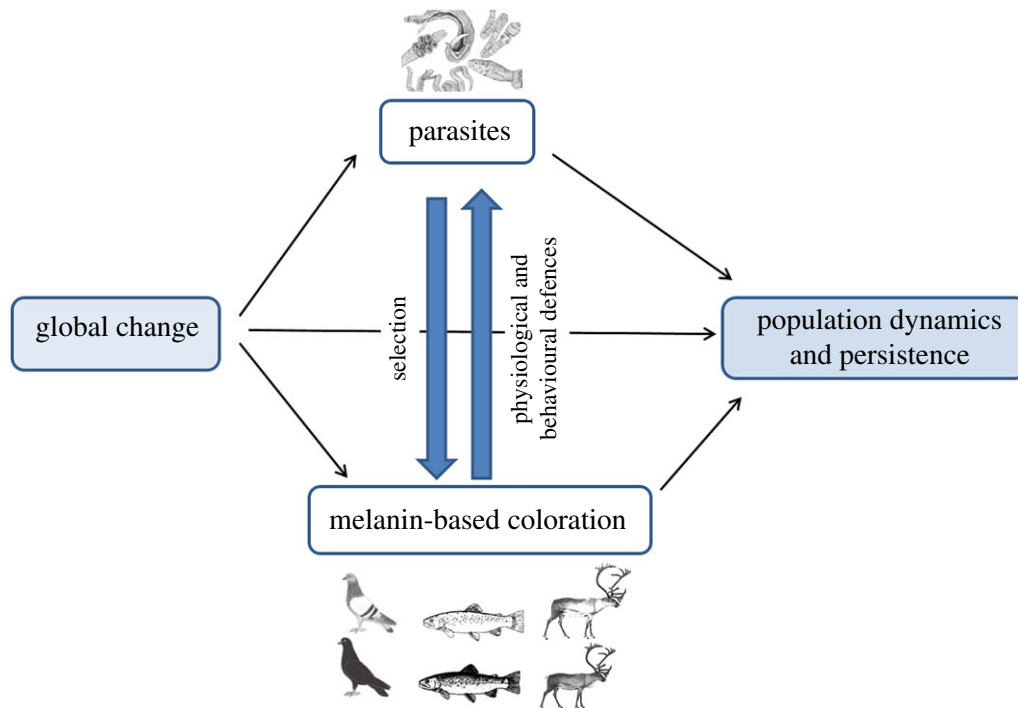 parasites
global change
selection
physiological and
behavioural defences
population dynamics
and persistence
melanin-based coloration